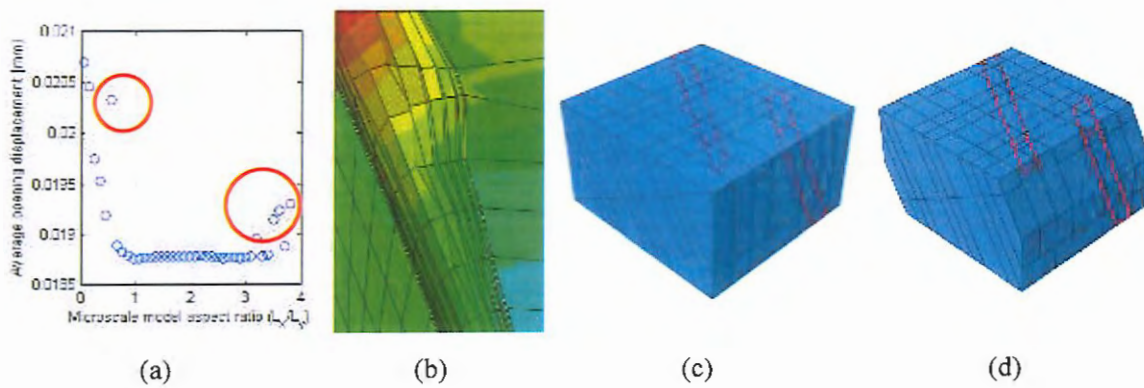 0.021
0.0205
0.02
0.0195
0.019
0.0185
0 1 2 3 4
Average opening displacement [mm]
Microscale model aspect ratio (Lx/Ly)
(a) (b) (c) (d)